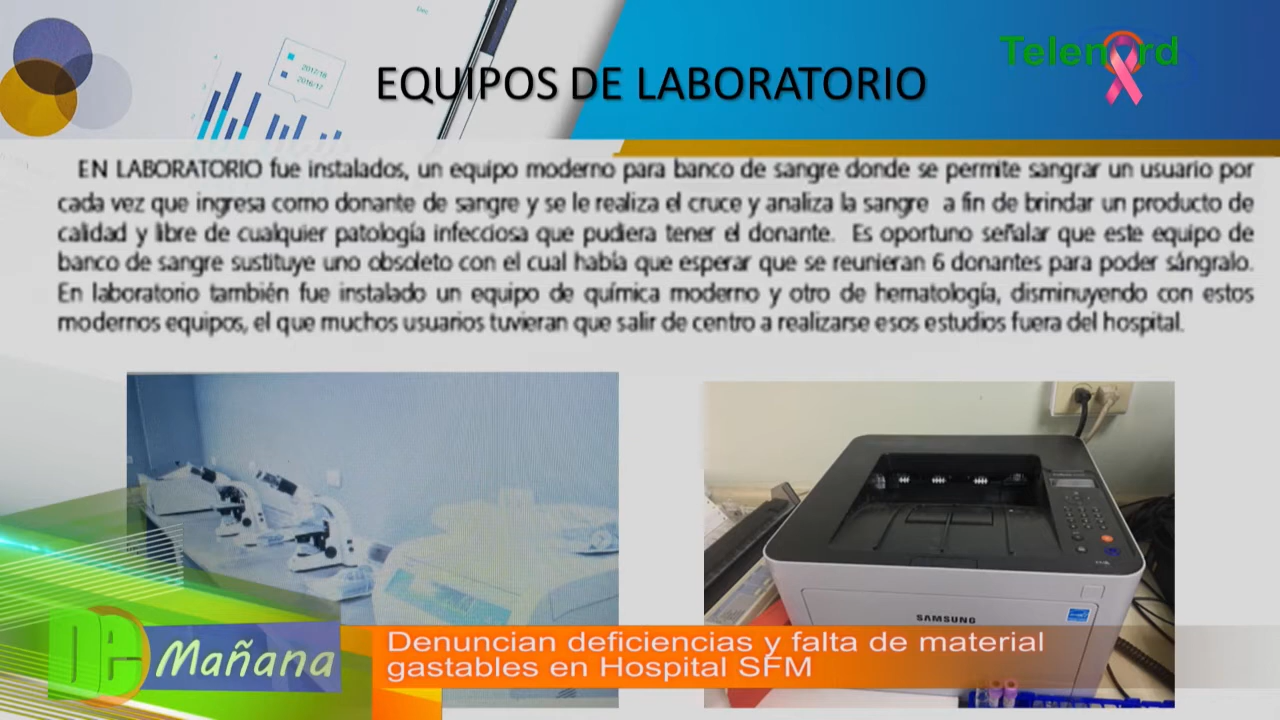 2017/18
2016/17
EQUIPOS DE LABORATORIO
Telenord
EN LABORATORIO fue instalados, un equipo moderno para banco de sangre donde se permite sangrar un usuario por
cada vez que ingresa como donante de sangre y se le realiza el cruce y analiza la sangre a fin de brindar un producto de
calidad y libre de cualquier patología infecciosa que pudiera tener el donante. Es oportuno señalar que este equipo de
banco de sangre sustituye uno obsoleto con el cual había que esperar que se reunieran 6 donantes para poder sángralo.
En laboratorio también fue instalado un equipo de química moderno y otro de hematología, disminuyendo con estos
modernos equipos, el que muchos usuarios tuvieran que salir de centro a realizarse esos estudios fuera del hospital.
SAMSUNG
De Mañana
Denuncian deficiencias y falta de material
gastables en Hospital SFM